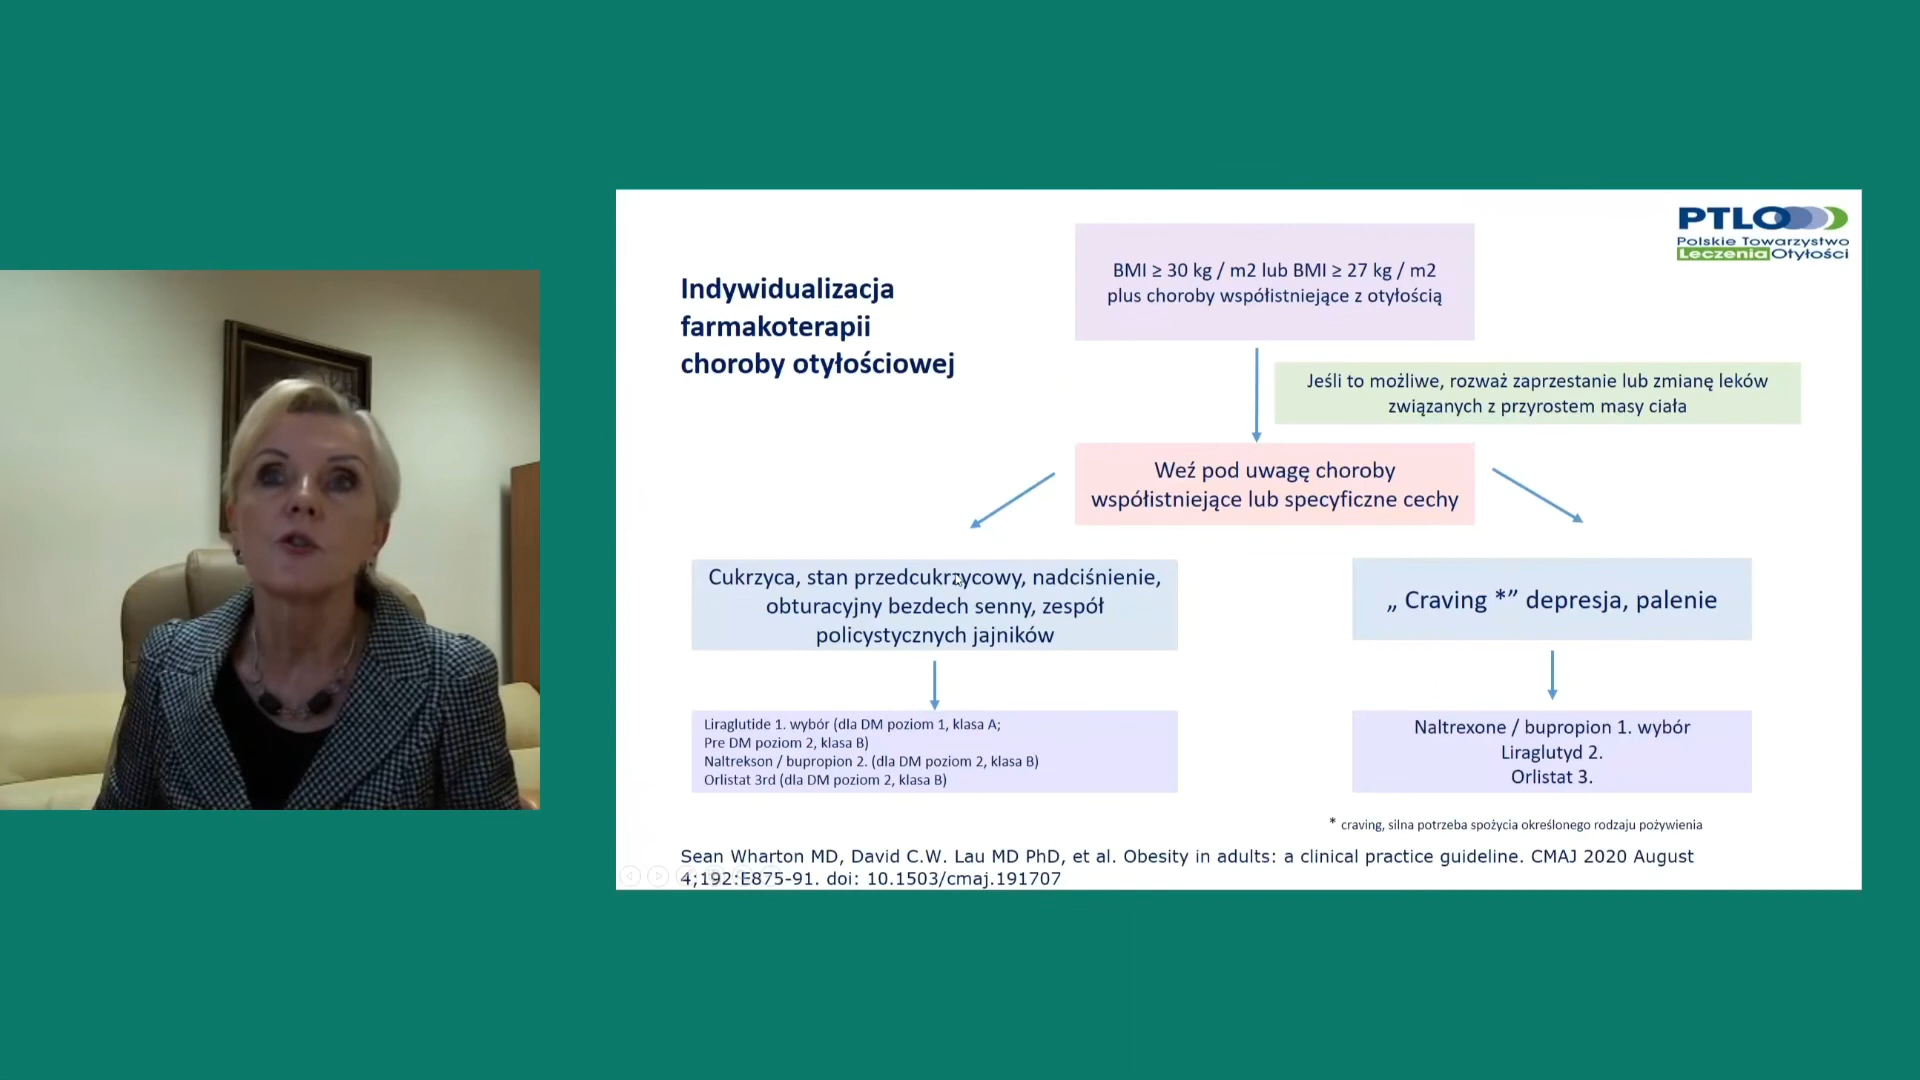 PTLO
Polskie Towarzystwo
Leczenia Otyłości
Indywidualizacja
farmakoterapii
choroby otyłościowej
BMI ≥ 30 kg / m2 lub BMI ≥ 27 kg / m2
plus choroby współistniejące z otyłością
Jeśli to możliwe, rozważ zaprzestanie lub zmianę leków
związanych z przyrostem masy ciała
Weź pod uwagę choroby
współistniejące lub specyficzne cechy
Cukrzyca, stan przedcukrzycowy, nadciśnienie,
obturacyjny bezdech senny, zespół
policystycznych jajników
„ Craving *” depresja, palenie
Liraglutide 1. wybór (dla DM poziom 1, klasa A;
Pre DM poziom 2, klasa B)
Naltrekson / bupropion 2. (dla DM poziom 2, klasa B)
Orlistat 3rd (dla DM poziom 2, klasa B)
Naltrexone / bupropion 1. wybór
Liraglutyd 2.
Orlistat 3.
* craving, silna potrzeba spożycia określonego rodzaju pożywienia
Sean Wharton MD, David C.W. Lau MD PhD, et al. Obesity in adults: a clinical practice guideline. CMAJ 2020 August
4;192:E875-91. doi: 10.1503/cmaj.191707